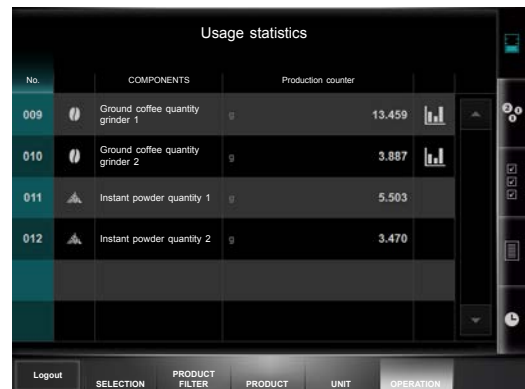 Usage statistics
No. COMPONENTS Production counter
009 Ground coffee quantity grinder 1 g 13.459
010 Ground coffee quantity grinder 2 g 3.887
011 Instant powder quantity 1 g 5.503
012 Instant powder quantity 2 g 3.470
Logout SELECTION PRODUCT FILTER PRODUCT UNIT OPERATION